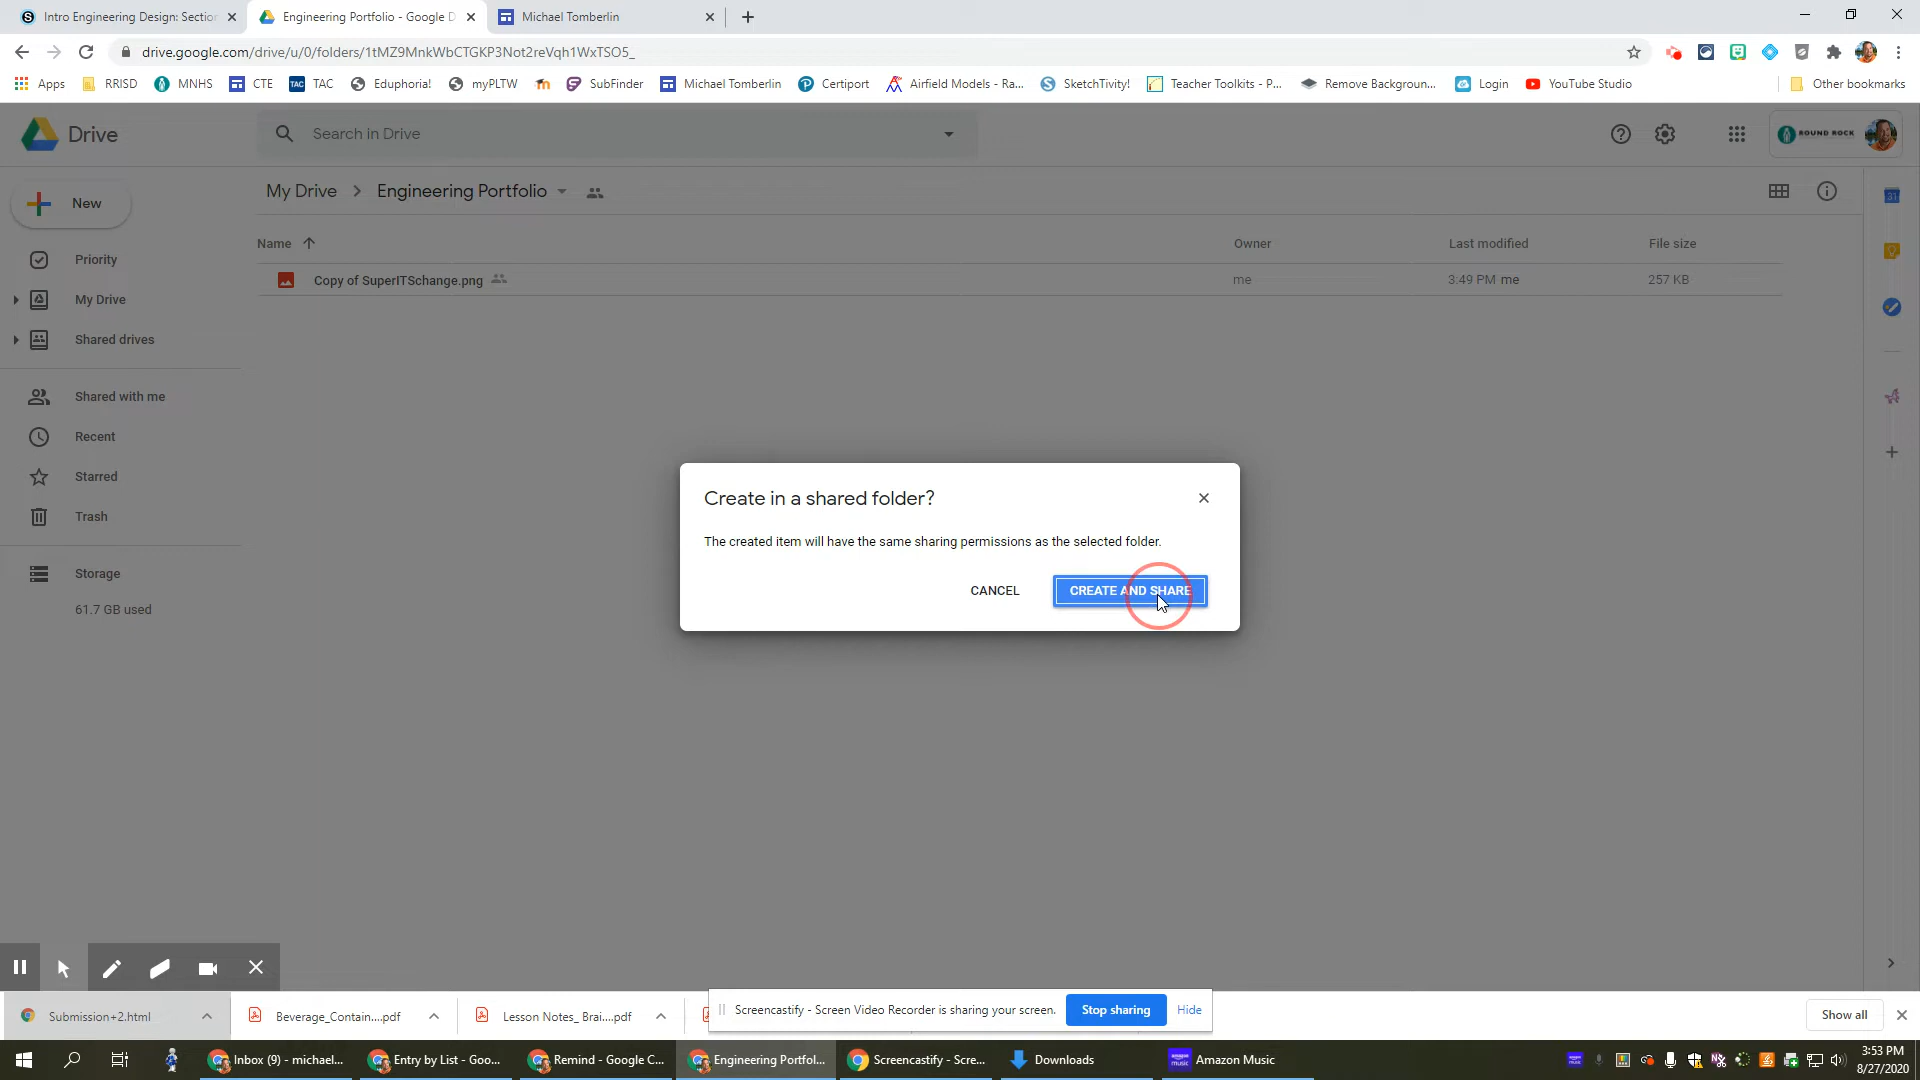 Intro Engineering Design: Section
Engineering Portfolio - Google D
Michael Tomberlin
drive.google.com/drive/u/0/folders/1tMZ9MnkWbCTGKP3Not2reVqh1WxTSO5_
Apps
RRISD
MNHS
CTE
TAC
TAC
Eduphoria!
myPLTW
SubFinder
Michael Tomberlin
Certiport
Airfield Models - Ra...
SketchTivity!
Teacher Toolkits - P...
Remove Backgroun...
Login
YouTube Studio
Other bookmarks
Drive
Search in Drive
ROUND ROCK
New
My Drive > Engineering Portfolio
Name
Owner
Last modified
File size
Copy of SuperITSchange.png
me
3:49 PM me
257 KB
Priority
My Drive
Shared drives
Shared with me
Recent
Starred
Trash
Storage
61.7 GB used
31
Create in a shared folder?
The created item will have the same sharing permissions as the selected folder.
CANCEL
CREATE AND SHARE
Submission+2.html
Beverage_Contain....pdf
Lesson Notes_ Brai....pdf
Screencastify - Screen Video Recorder is sharing your screen.
Stop sharing
Hide
Show all
Inbox (9) - michael...
Entry by List - Goo...
Remind - Google C...
Engineering Portfol...
Screencastify - Scre...
Downloads
Amazon Music
3:53 PM
8/27/2020